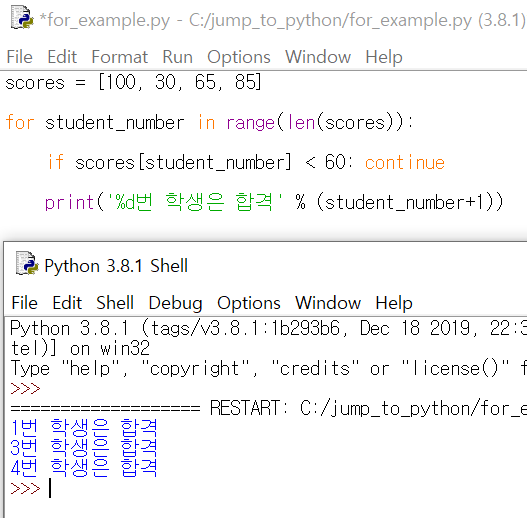 *for_example.py - C:/jump_to_python/for_example.py (3.8.1)
File Edit Format Run Options Window Help
scores = [100, 30, 65, 85]
for student_number in range(len(scores)):
if scores[student_number] < 60: continue
print('%d번 학생은 합격' % (student_number+1))
Python 3.8.1 Shell
File Edit Shell Debug Options Window Help
Python 3.8.1 (tags/v3.8.1:1b293b6, Dec 18 2019, 22:3
tel)] on win32
Type "help", "copyright", "credits" or "license()" f
>>>
=================== RESTART: C:/jump_to_python/for_e
1번 학생은 합격
3번 학생은 합격
4번 학생은 합격
>>>